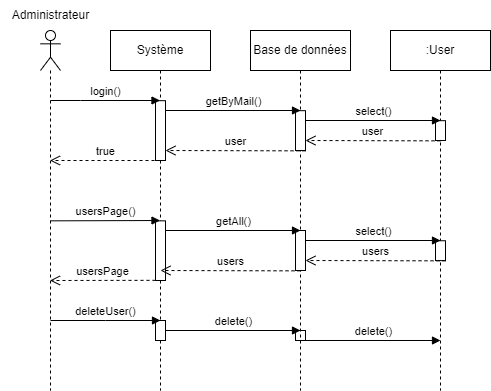 Administrateur
Système
Base de données
:User
login()
getByMail()
select()
user
user
true
usersPage()
getAll()
select()
users
users
usersPage
deleteUser()
delete()
delete()